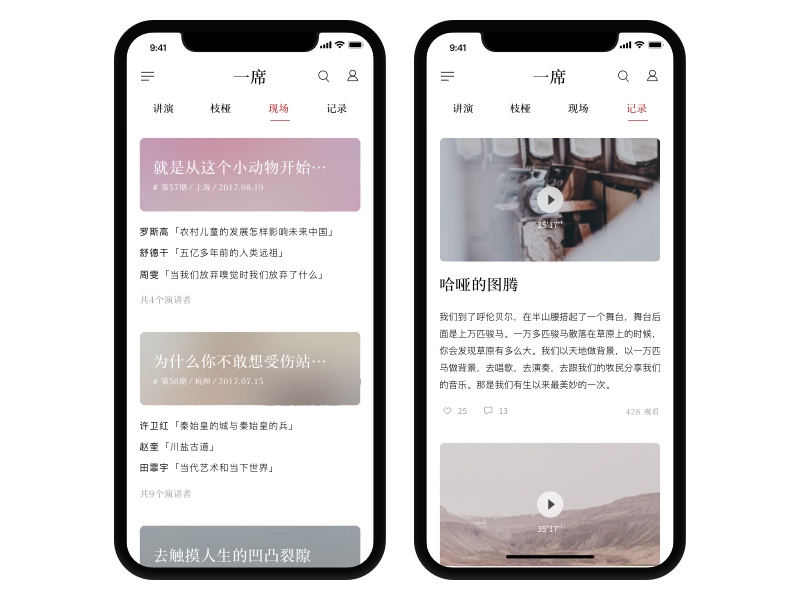 9:41
一席
讲演 枝桠 现场 记录
就是从这个小动物开始…
# 第57期 / 上海 / 2017.08.19
罗斯高「农村儿童的发展怎样影响未来中国」
舒德干「五亿多年前的人类远祖」
周雯「当我们放弃嗅觉时我们放弃了什么」
共4个演讲者
为什么你不敢想受伤站…
# 第56期 / 杭州 / 2017.07.15
许卫红「秦始皇的城与秦始皇的兵」
赵奎「川盐古道」
田霏宇「当代艺术和当下世界」
共9个演讲者
去触摸人生的凹凸裂隙
9:41
一席
讲演 枝桠 现场 记录
35'17''
哈哑的图腾
我们到了呼伦贝尔，在半山腰搭起了一个舞台，舞台后
面是上万匹骏马。一万多匹骏马散落在草原上的时候，
你会发现草原有多么大。我们以天地做背景，以一万匹
马做背景，去唱歌，去演奏，去跟我们的牧民分享我们
的音乐。那是我们有生以来最美妙的一次。
25 13 428 观看
35'17''